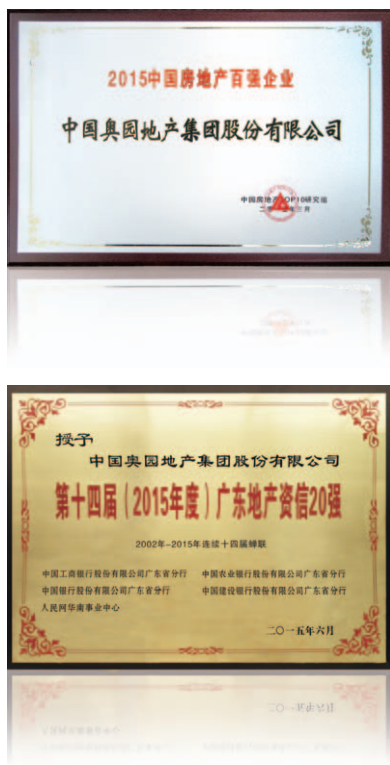 2015中国房地产百强企业
中国奥园地产集团股份有限公司
中国房地产TOP10研究组
二〇一五年三月
授予
中国奥园地产集团股份有限公司
第十四届（2015年度）广东地产资信20强
2002年-2015年连续十四届蝉联
中国工商银行股份有限公司广东省分行 中国农业银行股份有限公司广东省分行
中国银行股份有限公司广东省分行 中国建设银行股份有限公司广东省分行
人民网华南事业中心
二〇一五年六月